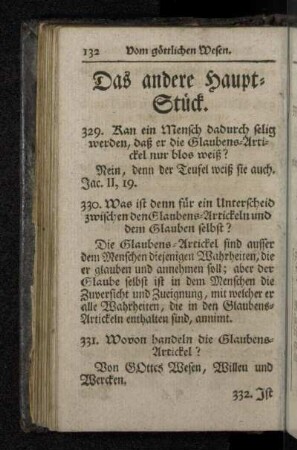 132 Vom göttlichen Wesen.
Das andere Haupt-
Stück.
329. Kan ein Mensch dadurch selig
werden, daß er die Glaubens-Arti-
ckel nur blos weiß?
Nein, denn der Teufel weiß sie auch.
Jac. II, 19.
330. Was ist denn für ein Unterscheid
zwischen den Glaubens-Artickeln und
dem Glauben selbst?
Die Glaubens-Artickel sind ausser
dem Menschen diejenigen Wahrheiten, die
er glauben und annehmen soll; aber der
Glaube selbst ist in dem Menschen die
Zuversicht und Zueignung, mit welcher er
alle Wahrheiten, die in den Glaubens-
Artickeln enthalten sind, annimt.
331. Wovon handeln die Glaubens-
Artickel?
Von GOttes Wesen, Willen und
Wercken.
332. Ist